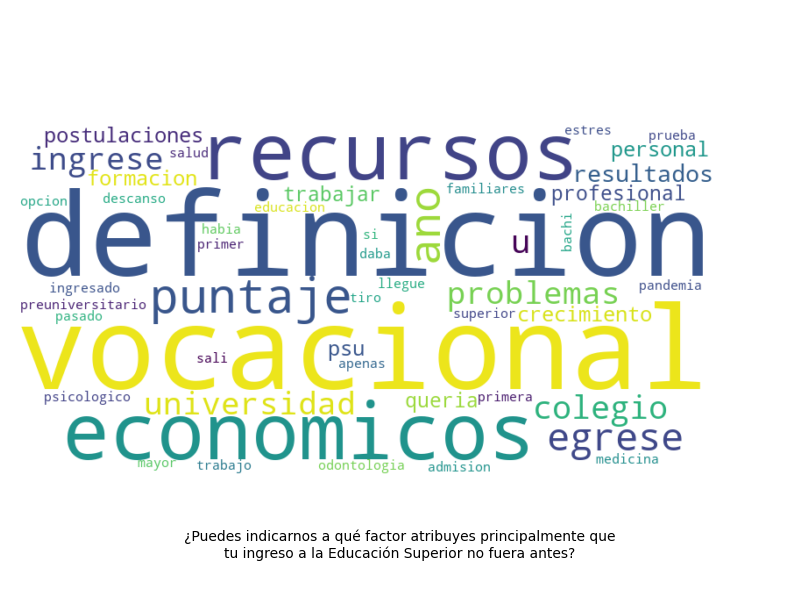 estres
prueba
postulaciones
recursos
personal
ingrese
salud
resultados
formacion
familiares
profesional
opcion
descanso
trabajar
ano
educacion
bachiller
definicion
habia
si
u
bachi
primer
daba
ingresado
puntaje
llegue
problemas
pandemia
preuniversitario
tiro
pasado
superior
crecimiento
vocacional
psu
sali
apenas
psicologico
universidad
queria
primera
colegio
economicos
egrese
mayor
trabajo
odontologia
admision
medicina
¿Puedes indicarnos a qué factor atribuyes principalmente que
tu ingreso a la Educación Superior no fuera antes?